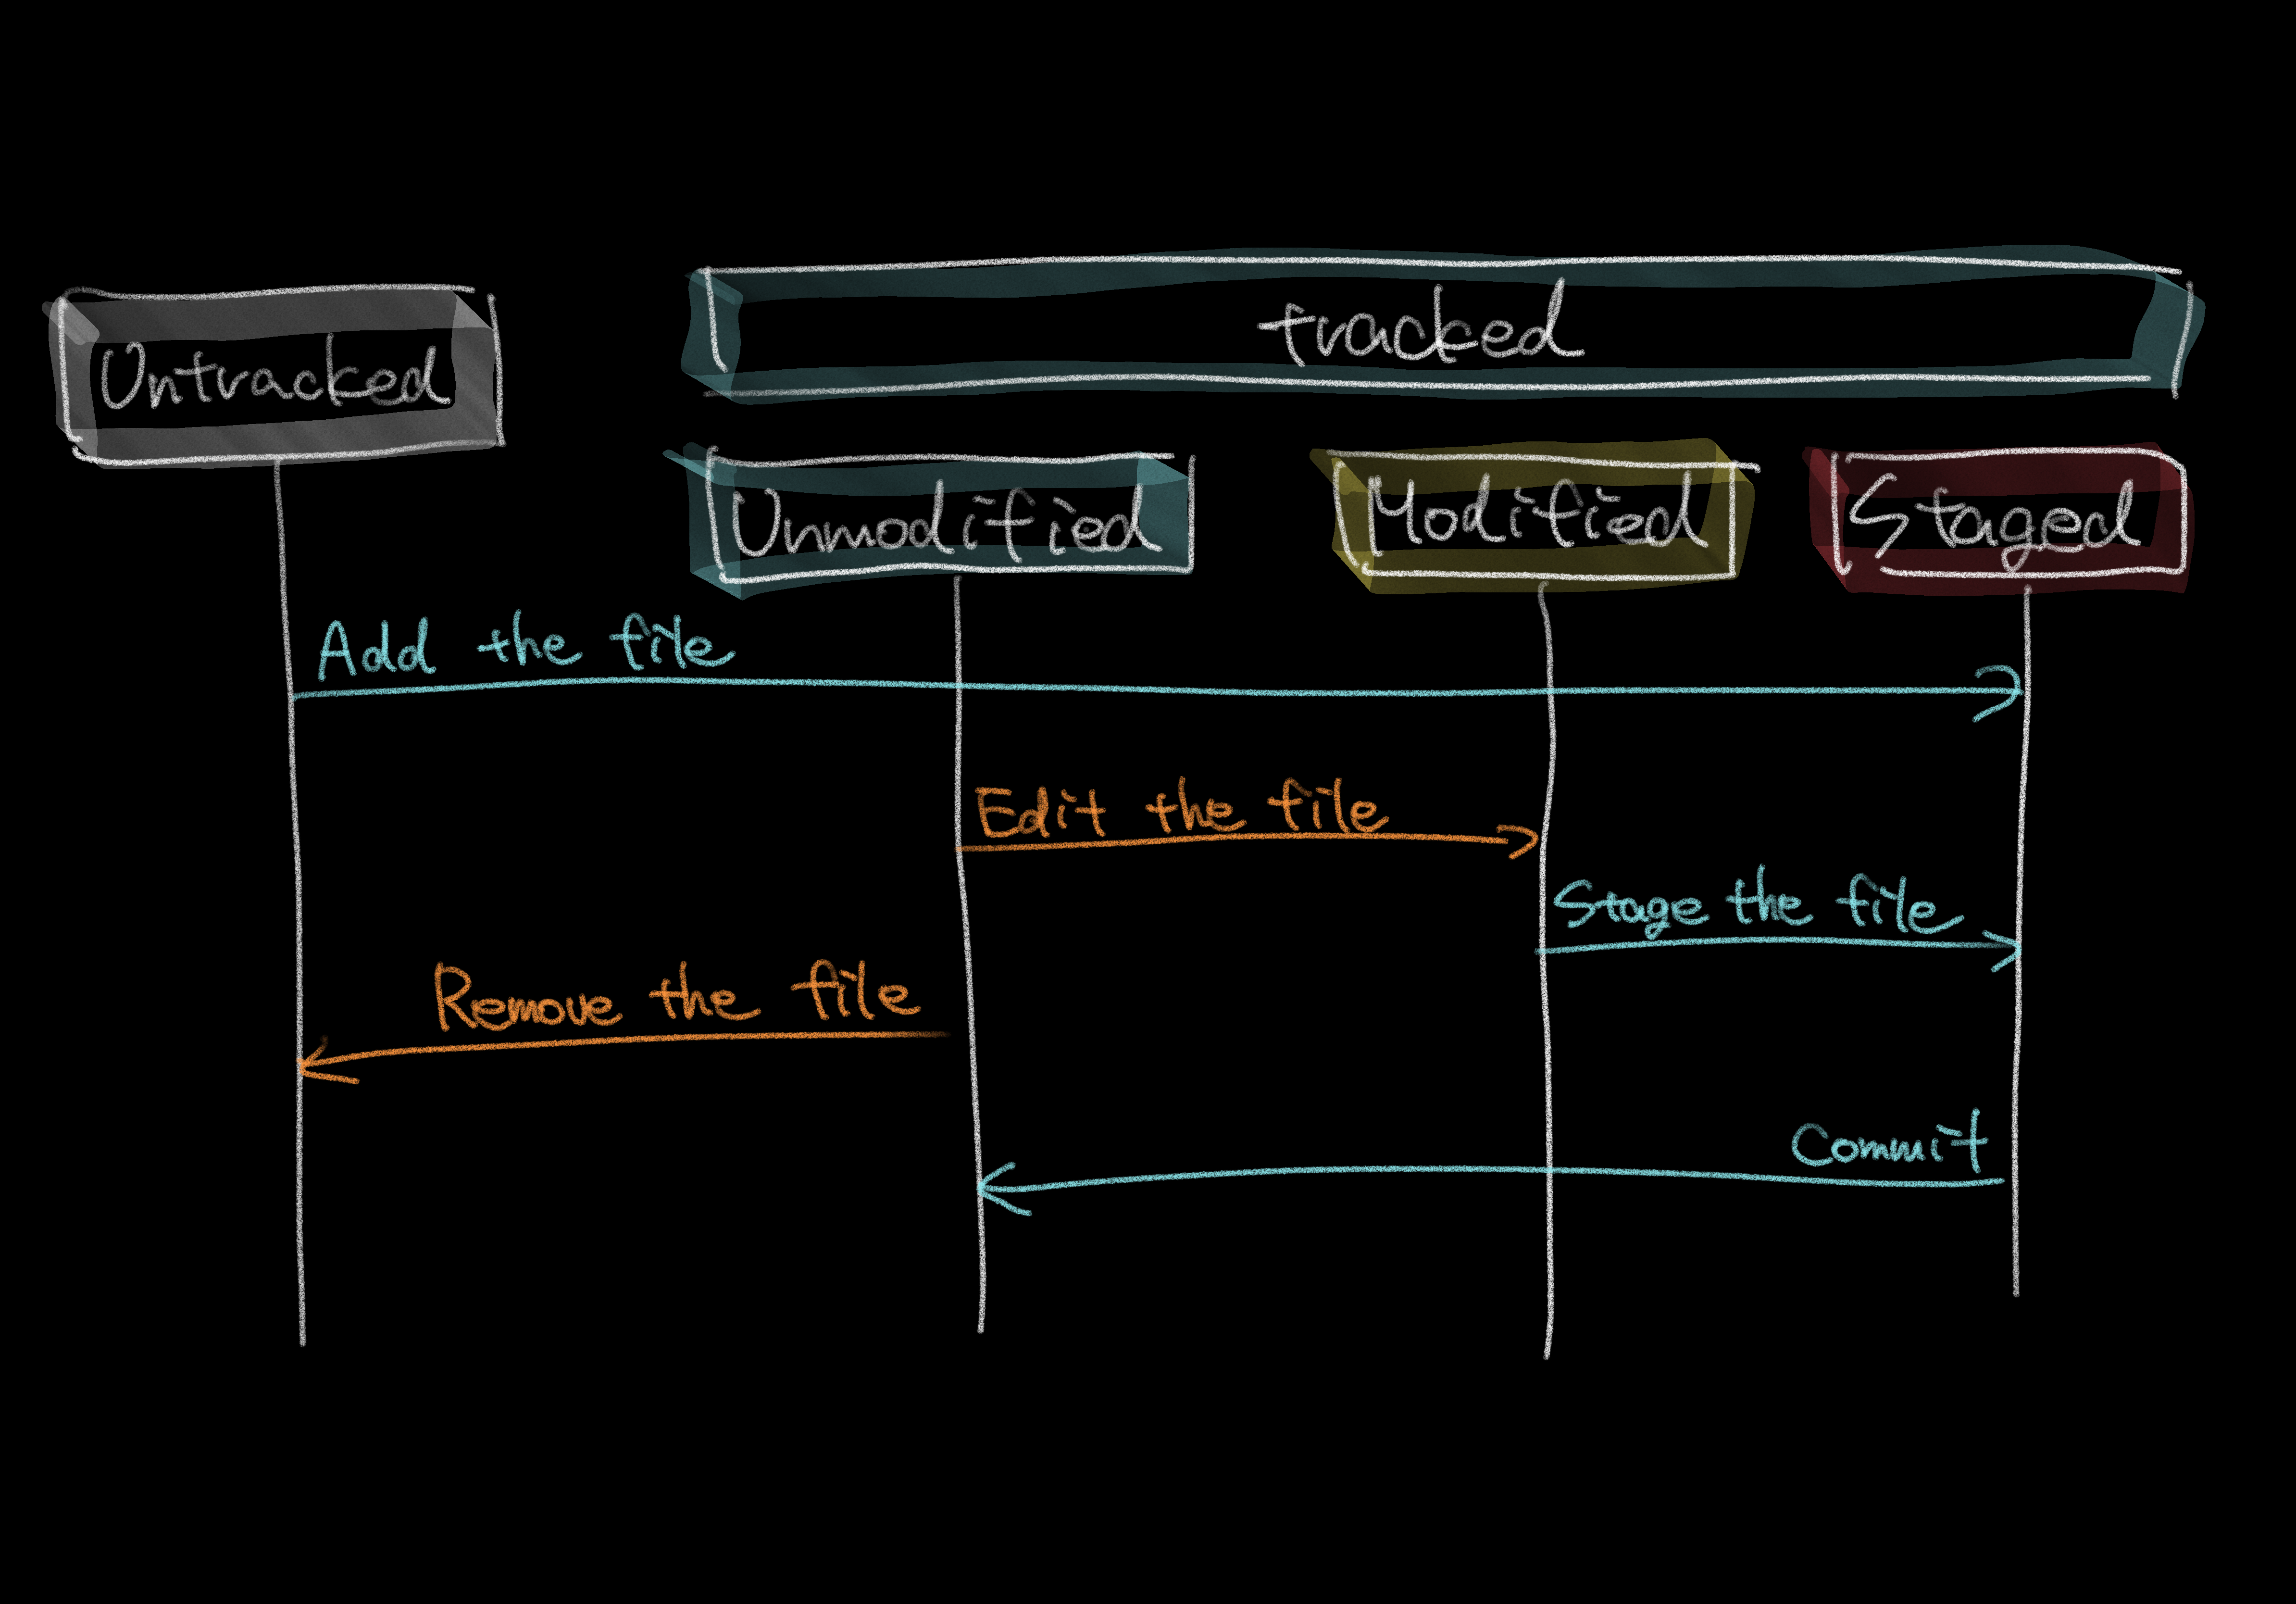 Untracked
tracked
Unmodified
Modified
Staged
Add the file
Edit the file
Stage the file
Remove the file
Commit